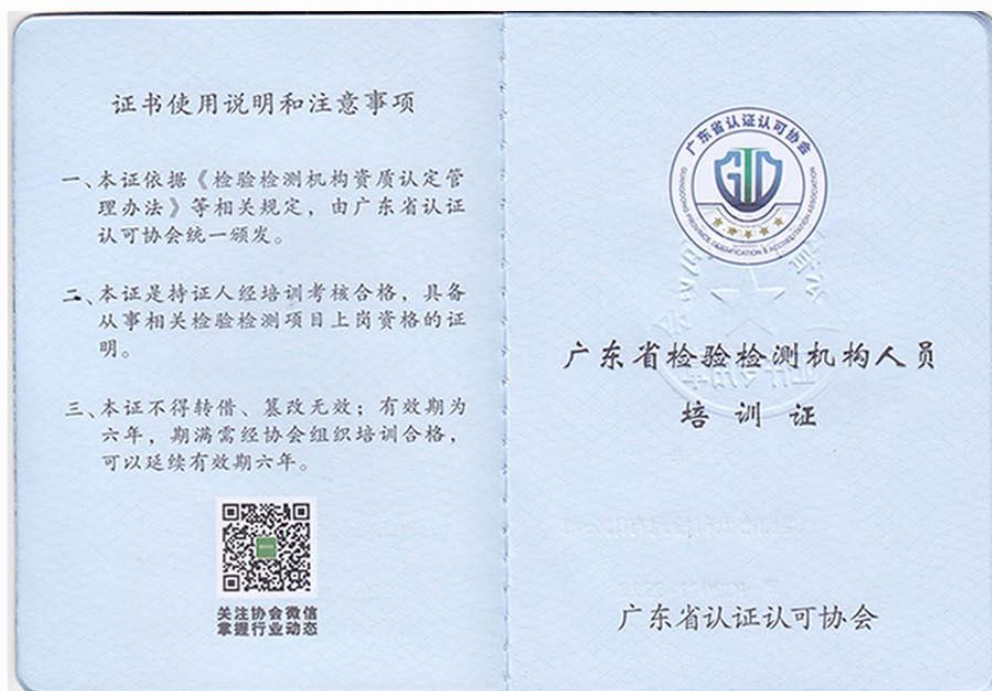 证书使用说明和注意事项
一、本证依据《检验检测机构资质认定管
理办法》等相关规定，由广东省认证
认可协会统一颁发。
二、本证是持证人经培训考核合格，具备
从事相关检验检测项目上岗资格的证
明。
三、本证不得转借、篡改无效；有效期为
六年，期满需经协会组织培训合格，
可以延续有效期六年。
关注协会微信
掌握行业动态
广东省认证认可协会
GTD
GUANGDONG PROVINCE CERTIFICATION & ACCREDITATION ASSOCIATION
广东省检验检测机构人员
培训证
广东省认证认可协会